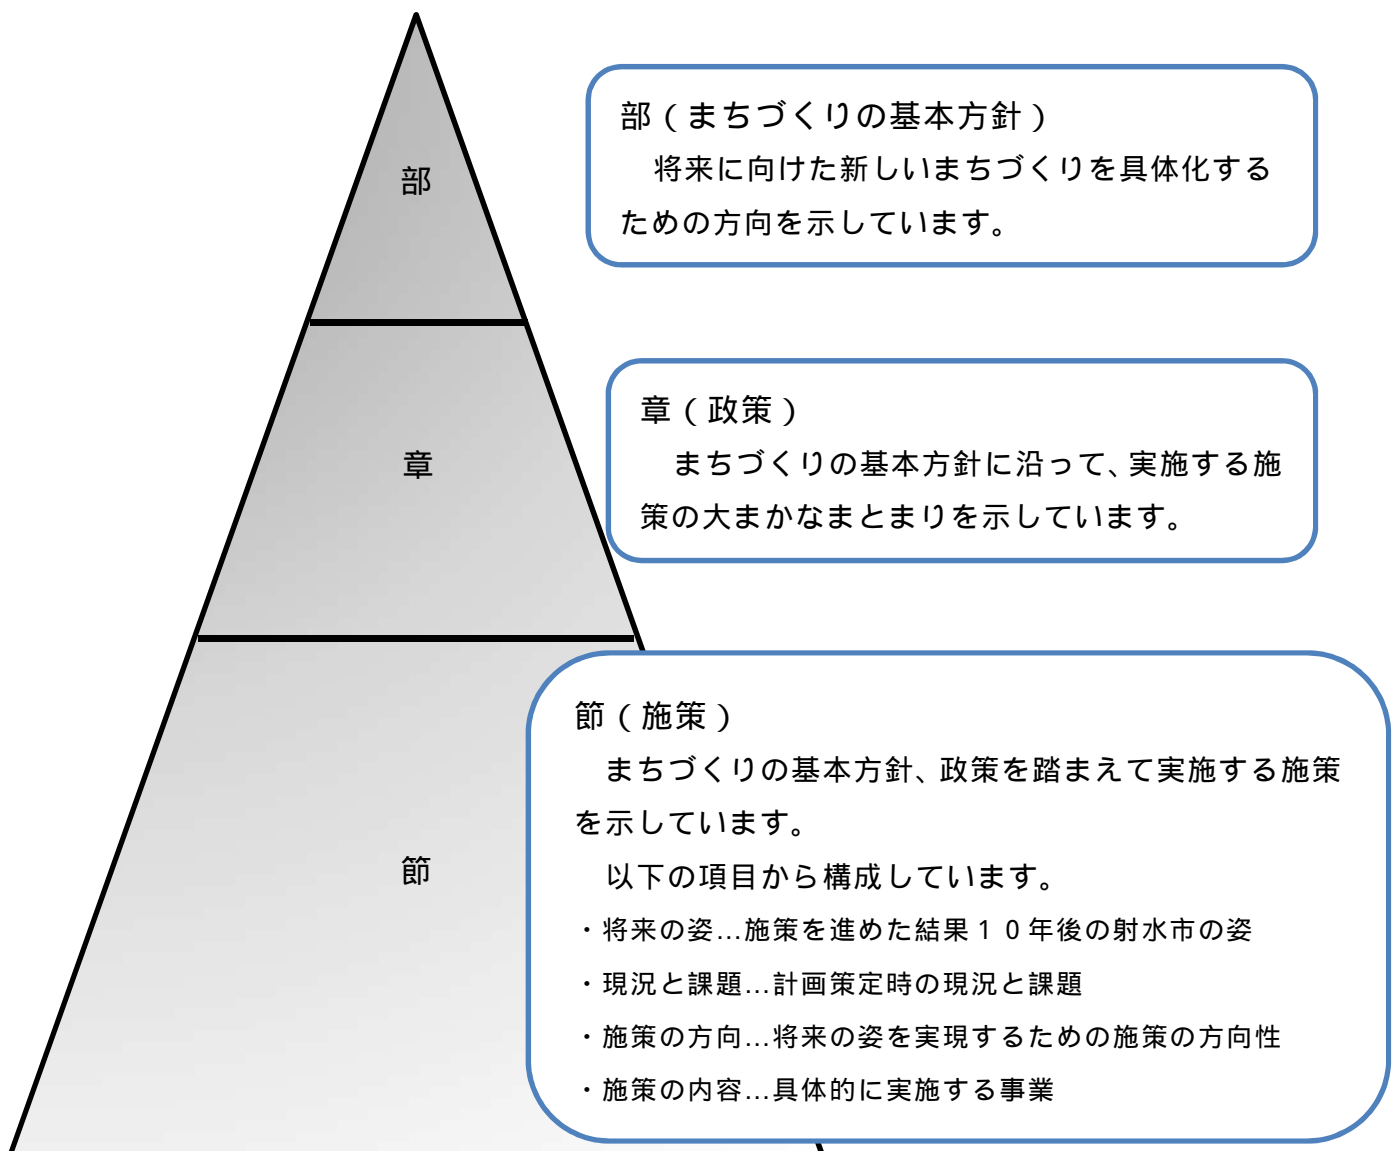 部
部（まちづくりの基本方針）
将来に向けた新しいまちづくりを具体化する
ための方向を示しています。
章
章（政策）
まちづくりの基本方針に沿って、実施する施
策の大まかなまとまりを示しています。
節
節（施策）
まちづくりの基本方針、政策を踏まえて実施する施策
を示しています。
以下の項目から構成しています。
・将来の姿…施策を進めた結果１０年後の射水市の姿
・現況と課題…計画策定時の現況と課題
・施策の方向…将来の姿を実現するための施策の方向性
・施策の内容…具体的に実施する事業